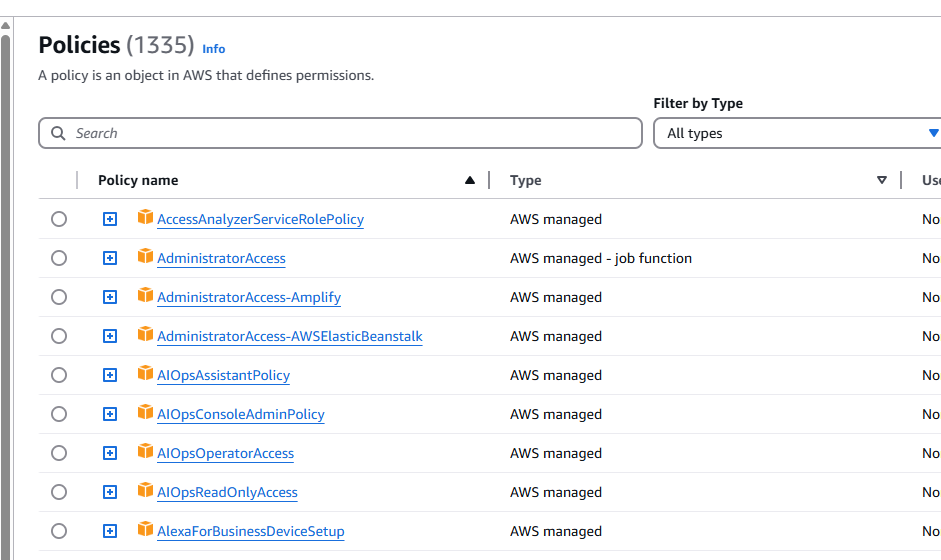 Policies (1335) Info
A policy is an object in AWS that defines permissions.
Filter by Type
Search
All types
Policy name Type Use
AccessAnalyzerServiceRolePolicy AWS managed No
AdministratorAccess AWS managed - job function No
AdministratorAccess-Amplify AWS managed No
AdministratorAccess-AWSElasticBeanstalk AWS managed No
AIOpsAssistantPolicy AWS managed No
AIOpsConsoleAdminPolicy AWS managed No
AIOpsOperatorAccess AWS managed No
AIOpsReadOnlyAccess AWS managed No
AlexaForBusinessDeviceSetup AWS managed No